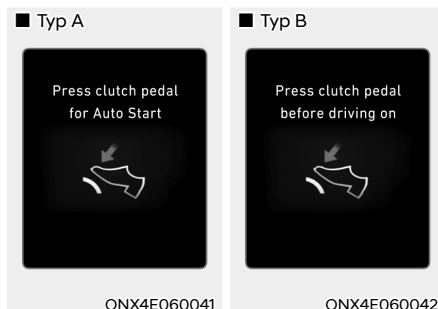 ■ Typ A
Press clutch pedal
for Auto Start
ONX4E060041
■ Typ B
Press clutch pedal
before driving on
ONX4E060042